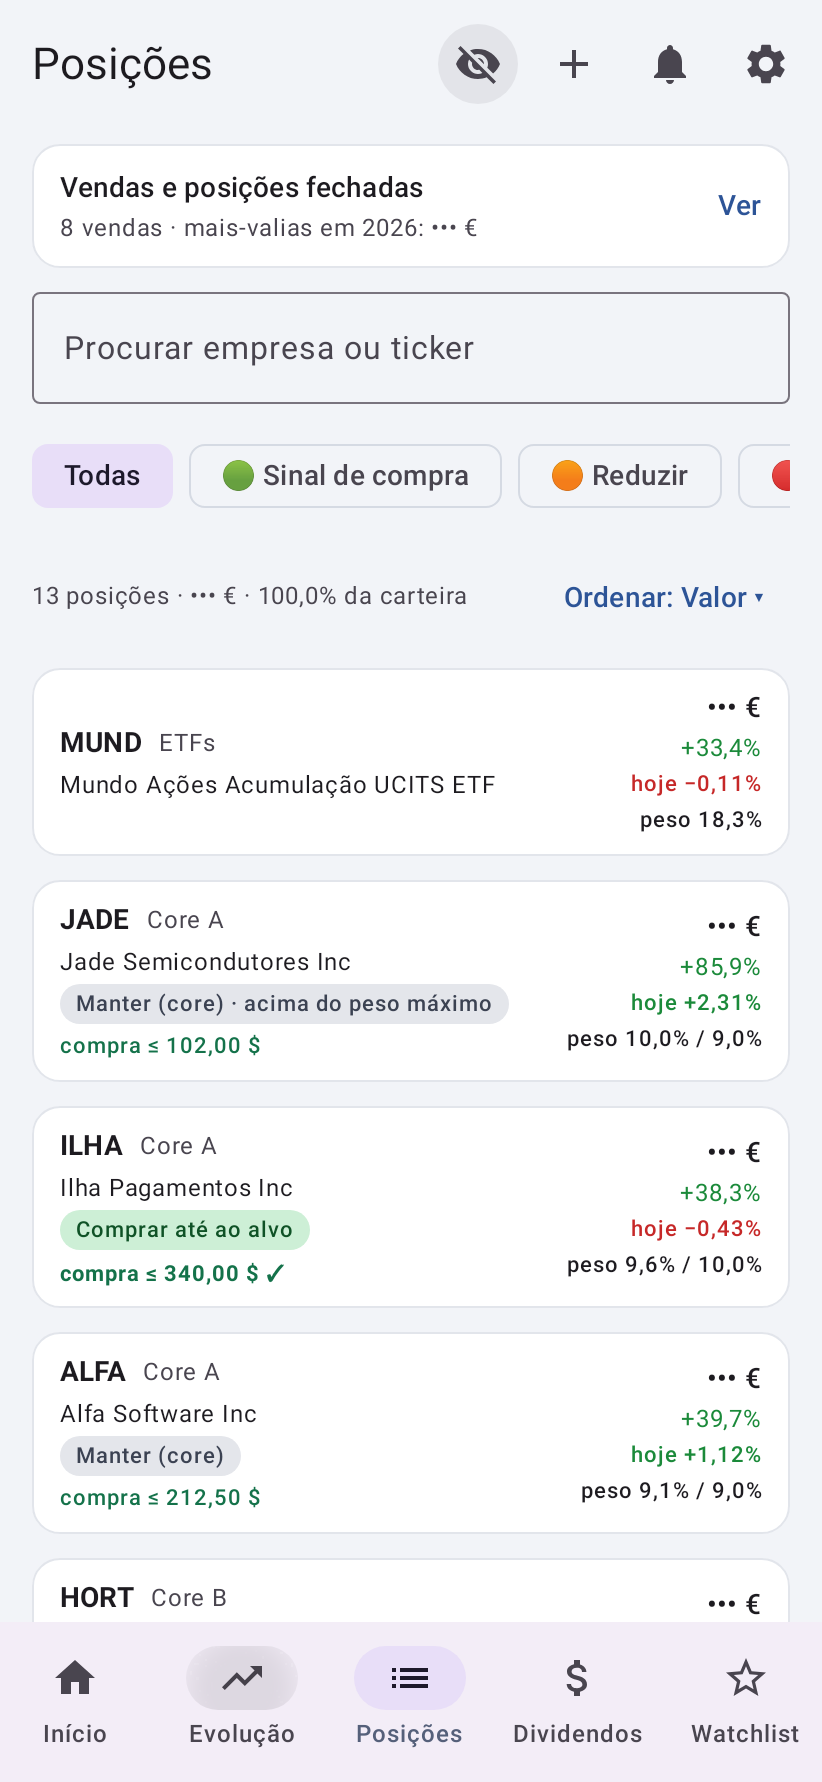 Posições
Vendas e posições fechadas
8 vendas · mais-valias em 2026: ••• €
Ver
Procurar empresa ou ticker
Todas
Sinal de compra
Reduzir
13 posições · ••• € · 100,0% da carteira
Ordenar: Valor ▾
MUND ETFs
Mundo Ações Acumulação UCITS ETF
••• €
+33,4%
hoje −0,11%
peso 18,3%
JADE Core A
Jade Semicondutores Inc
Manter (core) · acima do peso máximo
compra ≤ 102,00 $
••• €
+85,9%
hoje +2,31%
peso 10,0% / 9,0%
ILHA Core A
Ilha Pagamentos Inc
Comprar até ao alvo
compra ≤ 340,00 $ ✓
••• €
+38,3%
hoje −0,43%
peso 9,6% / 10,0%
ALFA Core A
Alfa Software Inc
Manter (core)
compra ≤ 212,50 $
••• €
+39,7%
hoje +1,12%
peso 9,1% / 9,0%
HORT Core B
••• €
Início
Evolução
Posições
Dividendos
Watchlist